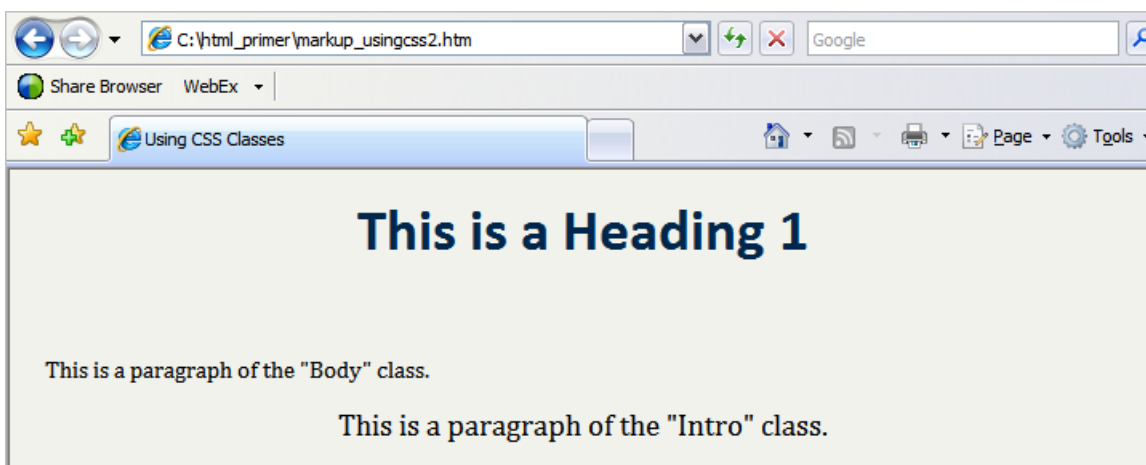 C:\html_primer\markup_usingcss2.htm
Google
Share Browser WebEx
Using CSS Classes
Page Tools
This is a Heading 1
This is a paragraph of the "Body" class.
This is a paragraph of the "Intro" class.